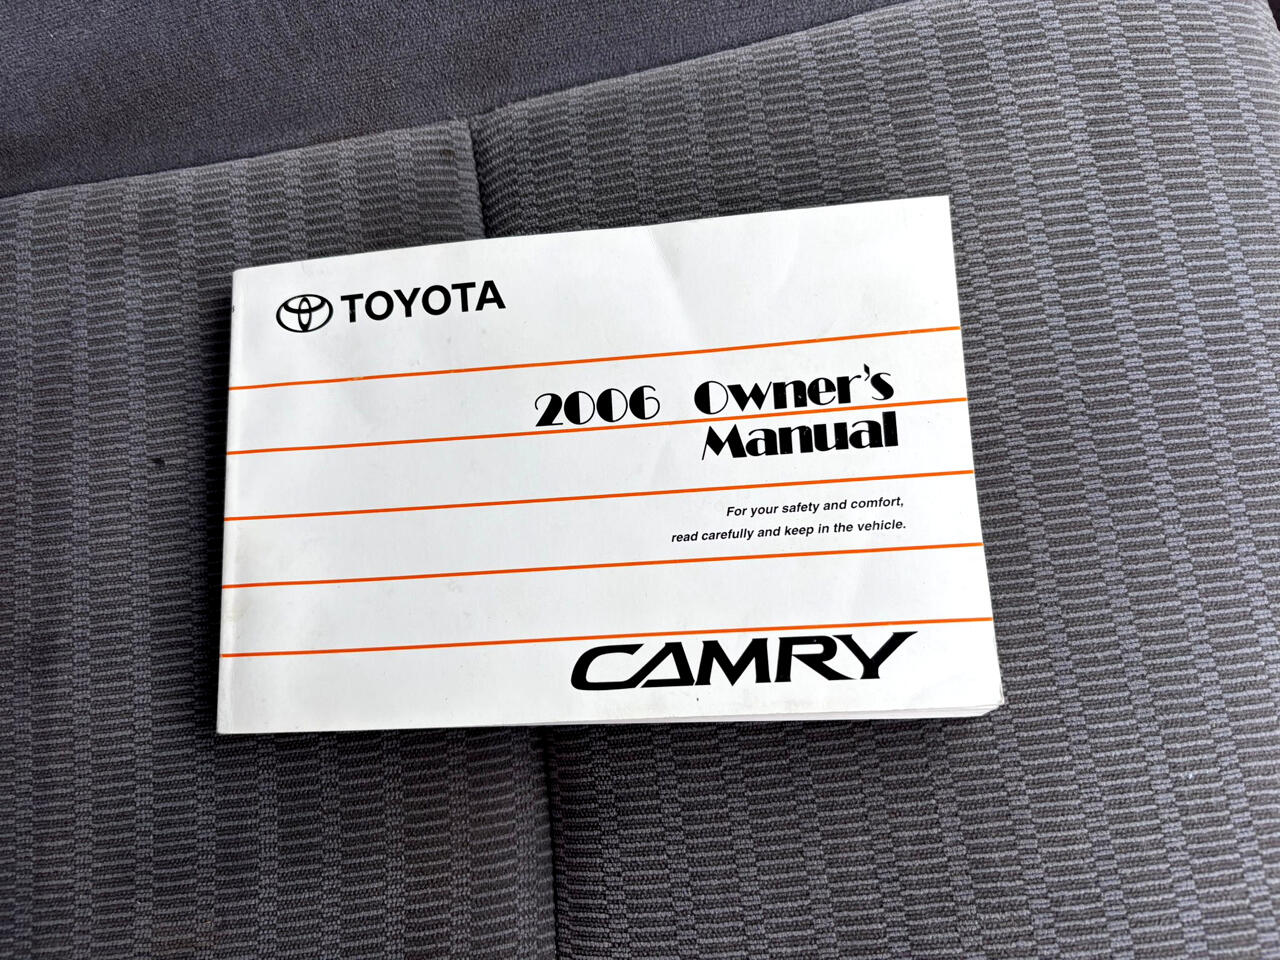 TOYOTA
2006 Owner's
Manual
For your safety and comfort,
read carefully and keep in the vehicle.
CAMRY